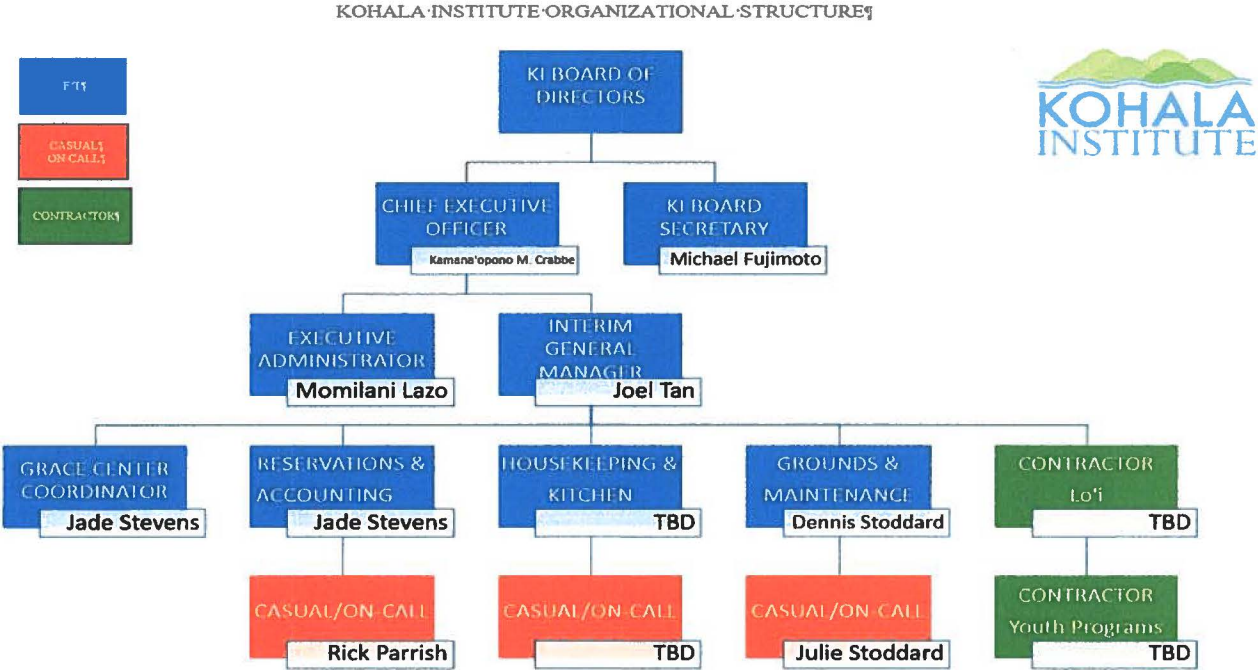 KOHALA·INSTITUTE·ORGANIZATIONAL·STRUCTURE¶
FT¶
CASUAL¶
ON-CALL¶
CONTRACTOR¶
KOHALA
INSTITUTE
KI BOARD OF
DIRECTORS
CHIEF EXECUTIVE
OFFICER
Kamana'opono M. Crabbe
KI BOARD
SECRETARY
Michael Fujimoto
EXECUTIVE
ADMINISTRATOR
Momilani Lazo
INTERIM
GENERAL
MANAGER
Joel Tan
GRACE CENTER
COORDINATOR
Jade Stevens
RESERVATIONS &
ACCOUNTING
Jade Stevens
HOUSEKEEPING &
KITCHEN
TBD
GROUNDS &
MAINTENANCE
Dennis Stoddard
CONTRACTOR
Lo'i
TBD
CASUAL/ON-CALL
Rick Parrish
CASUAL/ON-CALL
TBD
CASUAL/ON-CALL
Julie Stoddard
CONTRACTOR
Youth Programs
TBD